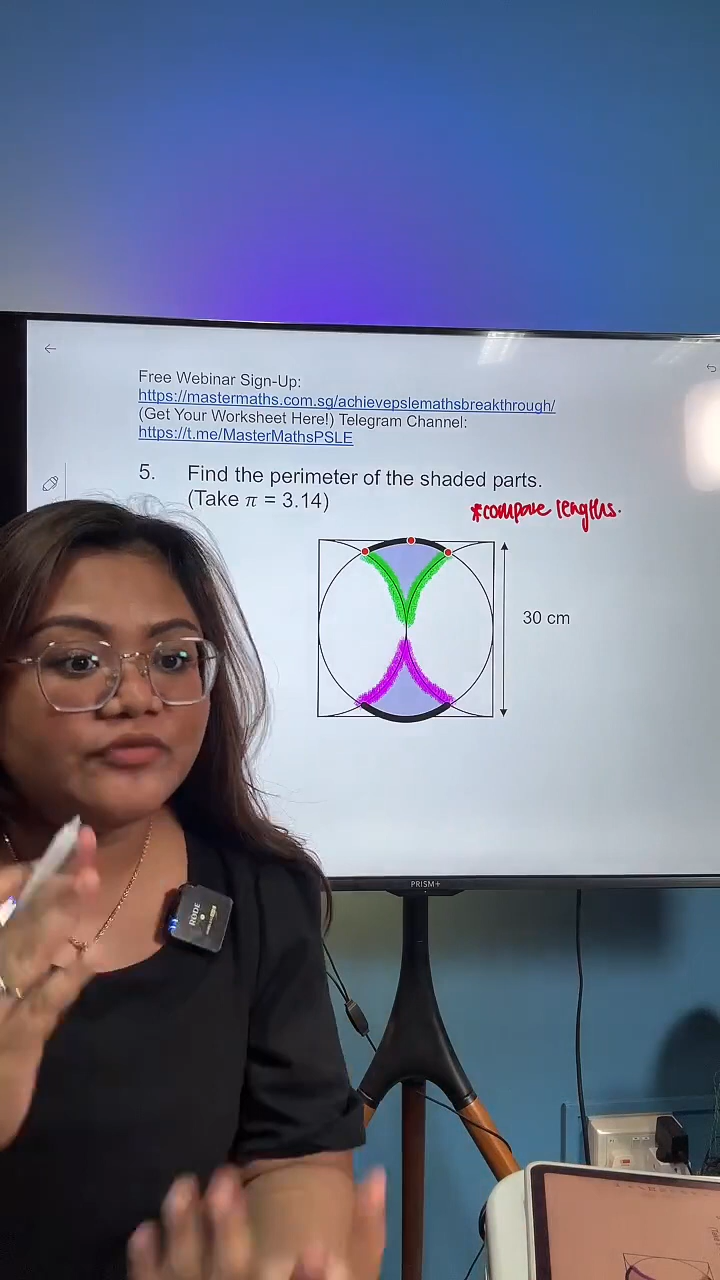 Free Webinar Sign-Up:
https://mastermaths.com.sg/achievepslemathsbreakthrough/
(Get Your Worksheet Here!) Telegram Channel:
https://t.me/MasterMathsPSLE
5. Find the perimeter of the shaded parts.
(Take π = 3.14)
*compare lengths.
30 cm
PRISM+
RODE